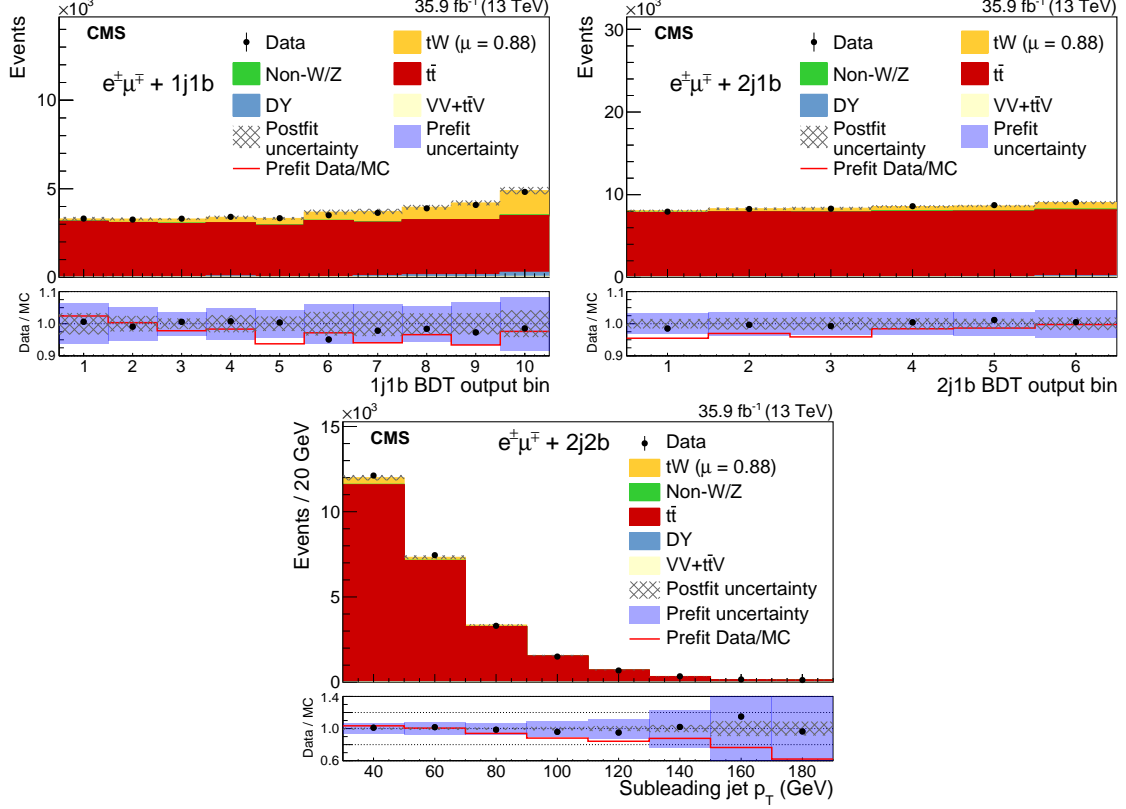 ×10³ 35.9 fb⁻¹ (13 TeV)
Events
CMS
e±μ∓ + 1j1b
Data
tW (μ = 0.88)
Non-W/Z
tt̄
DY
VV+tt̄V
Postfit uncertainty
Prefit uncertainty
Prefit Data/MC
10
5
0
Data / MC
1.1
1.0
0.9
1 2 3 4 5 6 7 8 9 10
1j1b BDT output bin
×10³ 35.9 fb⁻¹ (13 TeV)
Events
CMS
e±μ∓ + 2j1b
Data
tW (μ = 0.88)
Non-W/Z
tt̄
DY
VV+tt̄V
Postfit uncertainty
Prefit uncertainty
Prefit Data/MC
30
20
10
0
Data / MC
1.1
1.0
0.9
1 2 3 4 5 6
2j1b BDT output bin
×10³ 35.9 fb⁻¹ (13 TeV)
Events / 20 GeV
CMS
e±μ∓ + 2j2b
Data
tW (μ = 0.88)
Non-W/Z
tt̄
DY
VV+tt̄V
Postfit uncertainty
Prefit uncertainty
Prefit Data/MC
15
10
5
0
Data / MC
1.4
1.2
1.0
0.8
0.6
40 60 80 100 120 140 160 180
Subleading jet p_T (GeV)